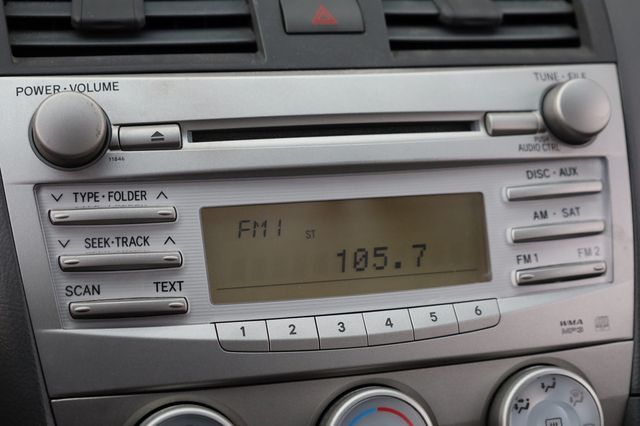 POWER·VOLUME
TUNE·FILE
11846
PUSH
AUDIO CTRL
DISC·AUX
TYPE·FOLDER
AM·SAT
SEEK·TRACK
FM1 FM2
SCAN TEXT
FM1 ST
105.7
1 2 3 4 5 6
WMA
MP3